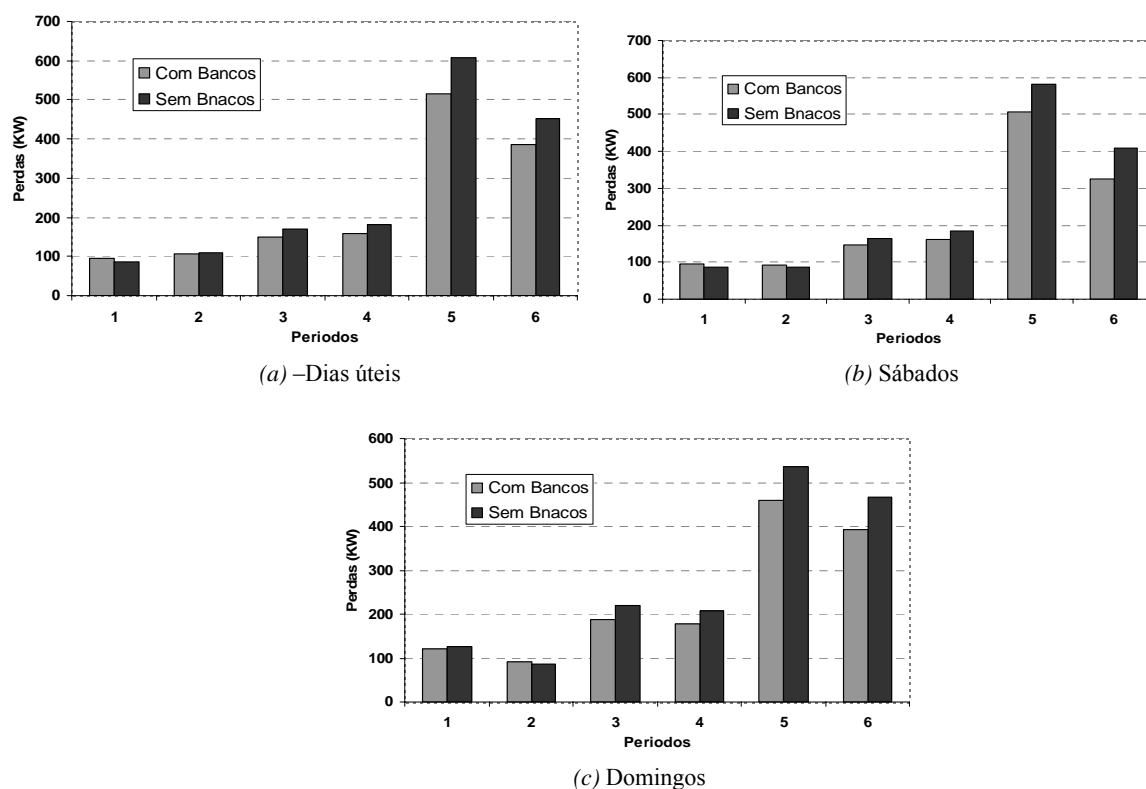 700
600
500
400
300
200
100
0
Perdas (KW)
Com Bancos
Sem Bnacos
1 2 3 4 5 6
Periodos
(a) –Dias úteis
700
600
500
400
300
200
100
0
Perdas (KW)
Com Bancos
Sem Bnacos
1 2 3 4 5 6
Periodos
(b) Sábados
600
500
400
300
200
100
0
Perdas (KW)
Com Bancos
Sem Bnacos
1 2 3 4 5 6
Periodos
(c) Domingos